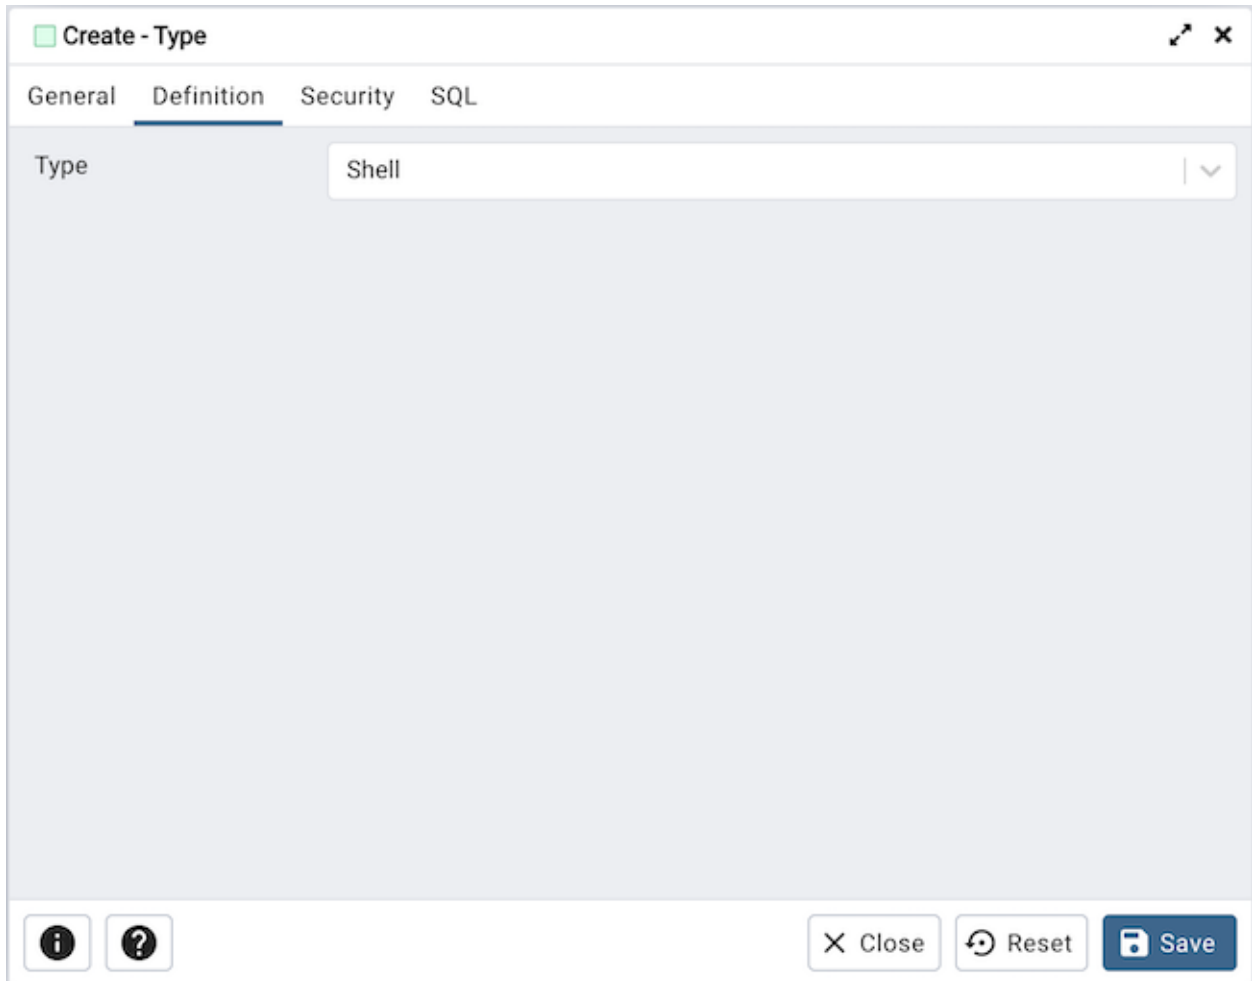 Create - Type
General Definition Security SQL
Type Shell
Close Reset Save